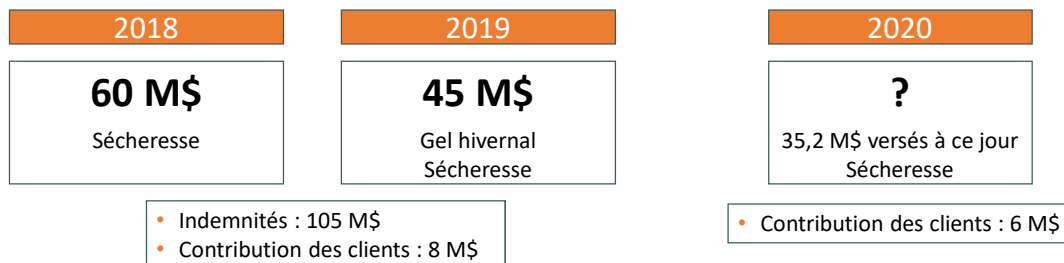 2018
60 M$
Sécheresse
2019
45 M$
Gel hivernal
Sécheresse
• Indemnités : 105 M$
• Contribution des clients : 8 M$
2020
?
35,2 M$ versés à ce jour
Sécheresse
• Contribution des clients : 6 M$